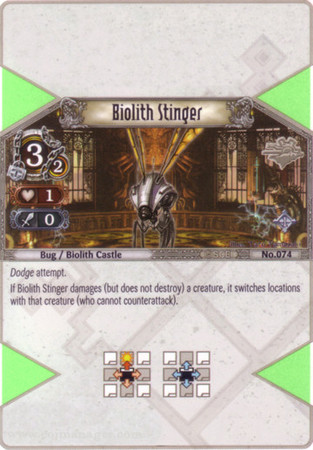 Biolith Stinger
3
2
1
0
Bug / Biolith Castle
No.074
Dodge attempt.
If Biolith Stinger damages (but does not destroy) a creature, it switches locations
with that creature (who cannot counterattack).